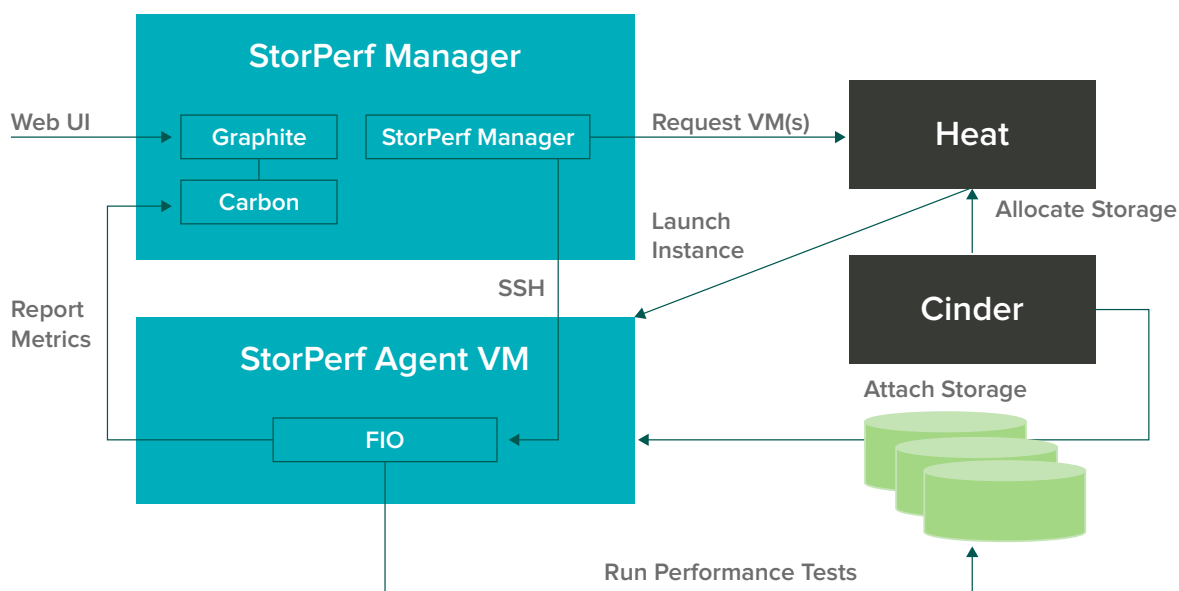 StorPerf Manager
Web UI
Graphite
StorPerf Manager
Request VM(s)
Heat
Carbon
Launch
Instance
Allocate Storage
SSH
Report
Metrics
Cinder
StorPerf Agent VM
Attach Storage
FIO
Run Performance Tests